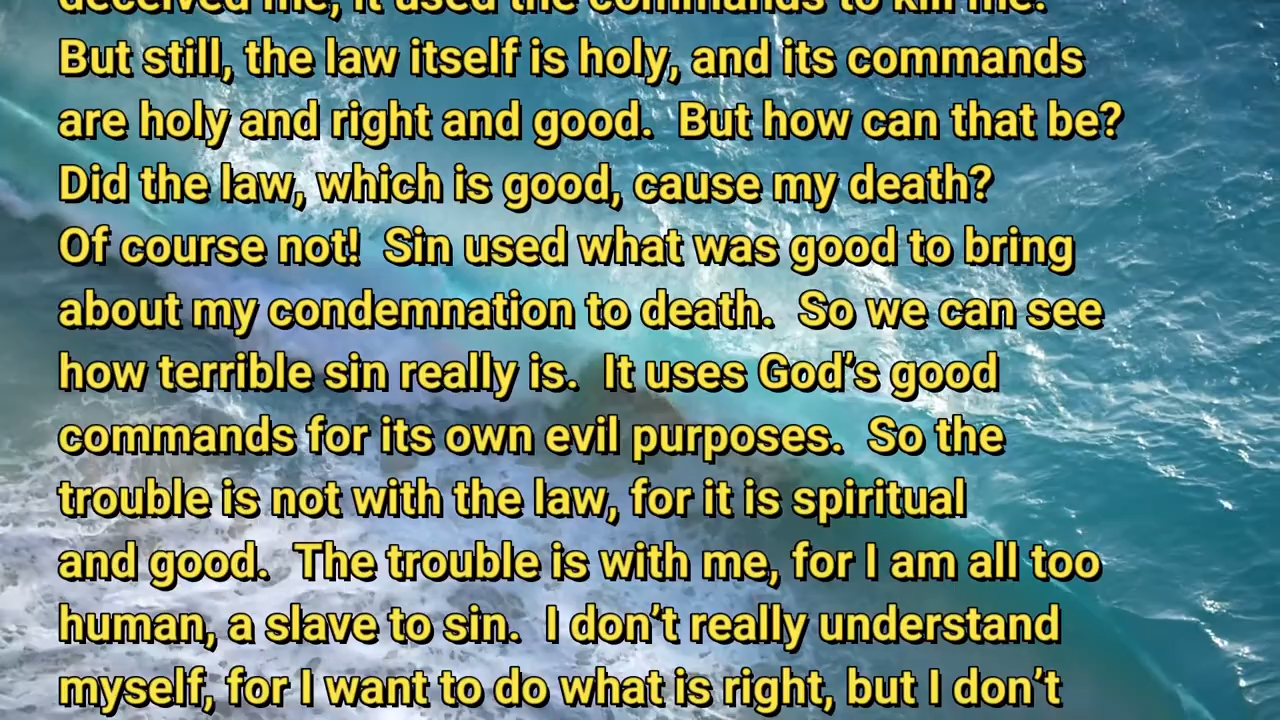 deceived me; it used the commands to kill me.
But still, the law itself is holy, and its commands
are holy and right and good.  But how can that be?
Did the law, which is good, cause my death?
Of course not!  Sin used what was good to bring
about my condemnation to death.  So we can see
how terrible sin really is.  It uses God’s good
commands for its own evil purposes.  So the
trouble is not with the law, for it is spiritual
and good.  The trouble is with me, for I am all too
human, a slave to sin.  I don’t really understand
myself, for I want to do what is right, but I don’t